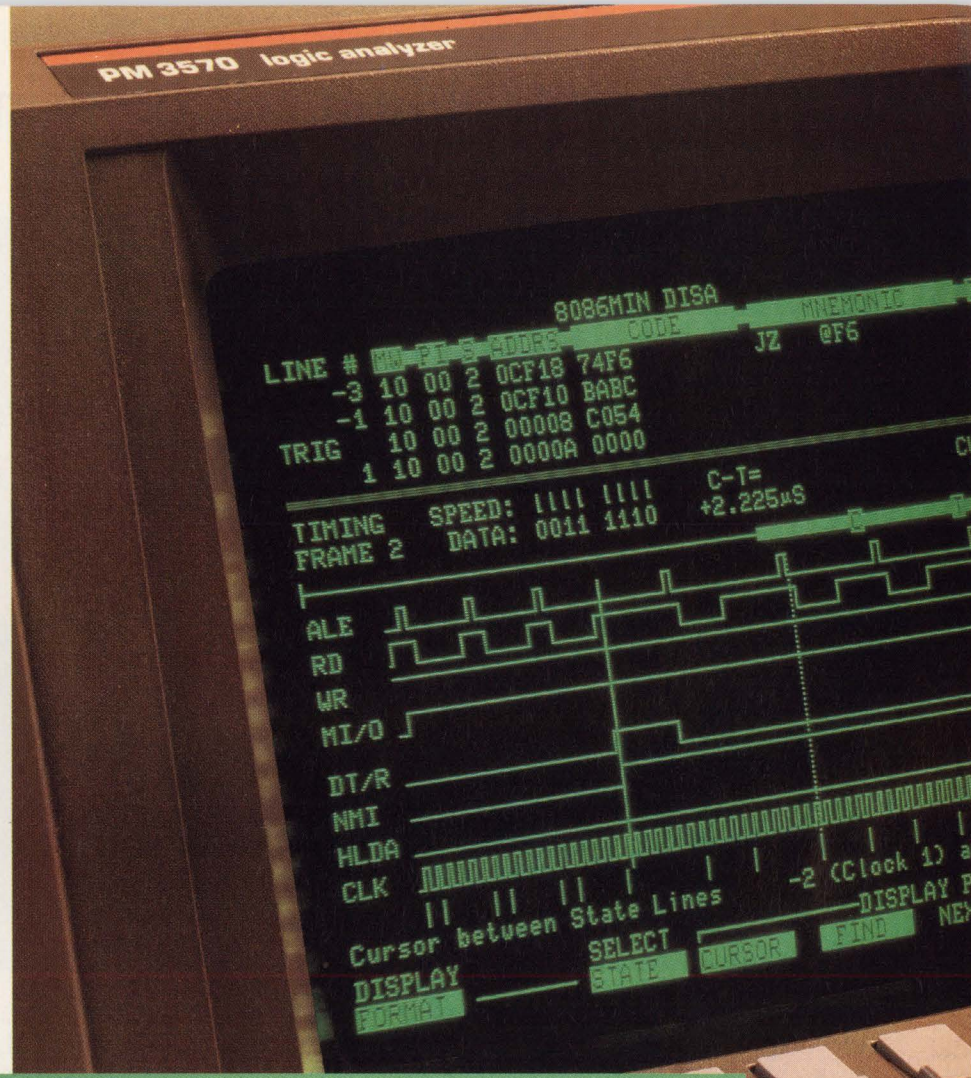 PM 3570 logic analyzer
8086MIN DISA
LINE # MW PI S ADDRS CODE MNEMONIC
-3 10 00 2 0CF18 74F6 JZ @F6
-1 10 00 2 0CF10 BABC
TRIG 10 00 2 00008 C054
1 10 00 2 0000A 0000
TIMING SPEED: |||| |||| C-T=
FRAME 2 DATA: 0011 1110 +2.225µS
ALE
RD
WR
MI/O
DT/R
NMI
HLDA
CLK
Cursor between State Lines -2 (Clock 1)
DISPLAY SELECT DISPLAY
FORMAT STATE CURSOR FIND